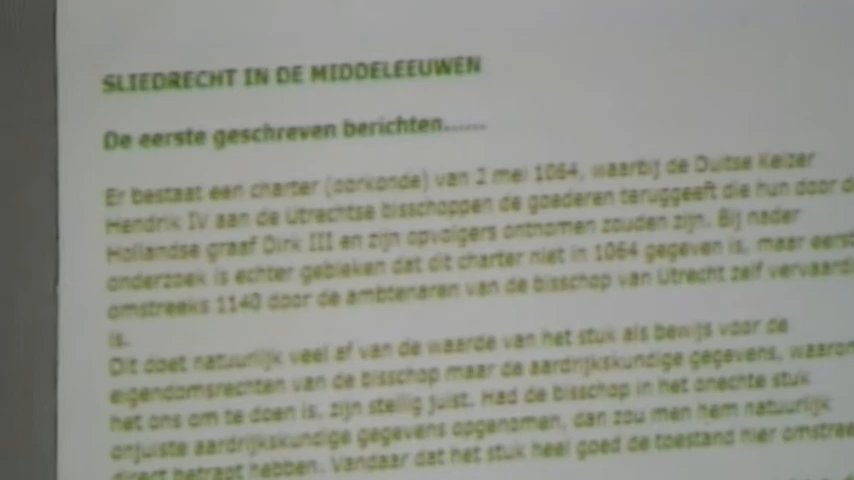 SLIEDRECHT IN DE MIDDELEEUWEN
De eerste geschreven berichten......
Er bestaat een charter (oorkonde) van 2 mei 1064, waarbij de Duitse Keizer
Hendrik IV aan de Utrechtse bisschoppen de goederen teruggeeft die hun door d
Hollandse graaf Dirk III en zijn opvolgers ontnomen zouden zijn. Bij nader
onderzoek is echter gebleken dat dit charter niet in 1064 gegeven is, maar eerst
omstreeks 1140 door de ambtenaren van de bisschop van Utrecht zelf vervaardi
is.
Dit doet natuurlijk veel af van de waarde van het stuk als bewijs voor de
eigendomsrechten van de bisschop maar de aardrijkskundige gegevens, waarom
het ons om te doen is, zijn stellig juist. Had de bisschop in het onechte stuk
onjuiste aardrijkskundige gegevens opgenomen, dan zou men hem natuurlijk
direct betrapt hebben. Vandaar dat het stuk heel goed de toestand hier omstree